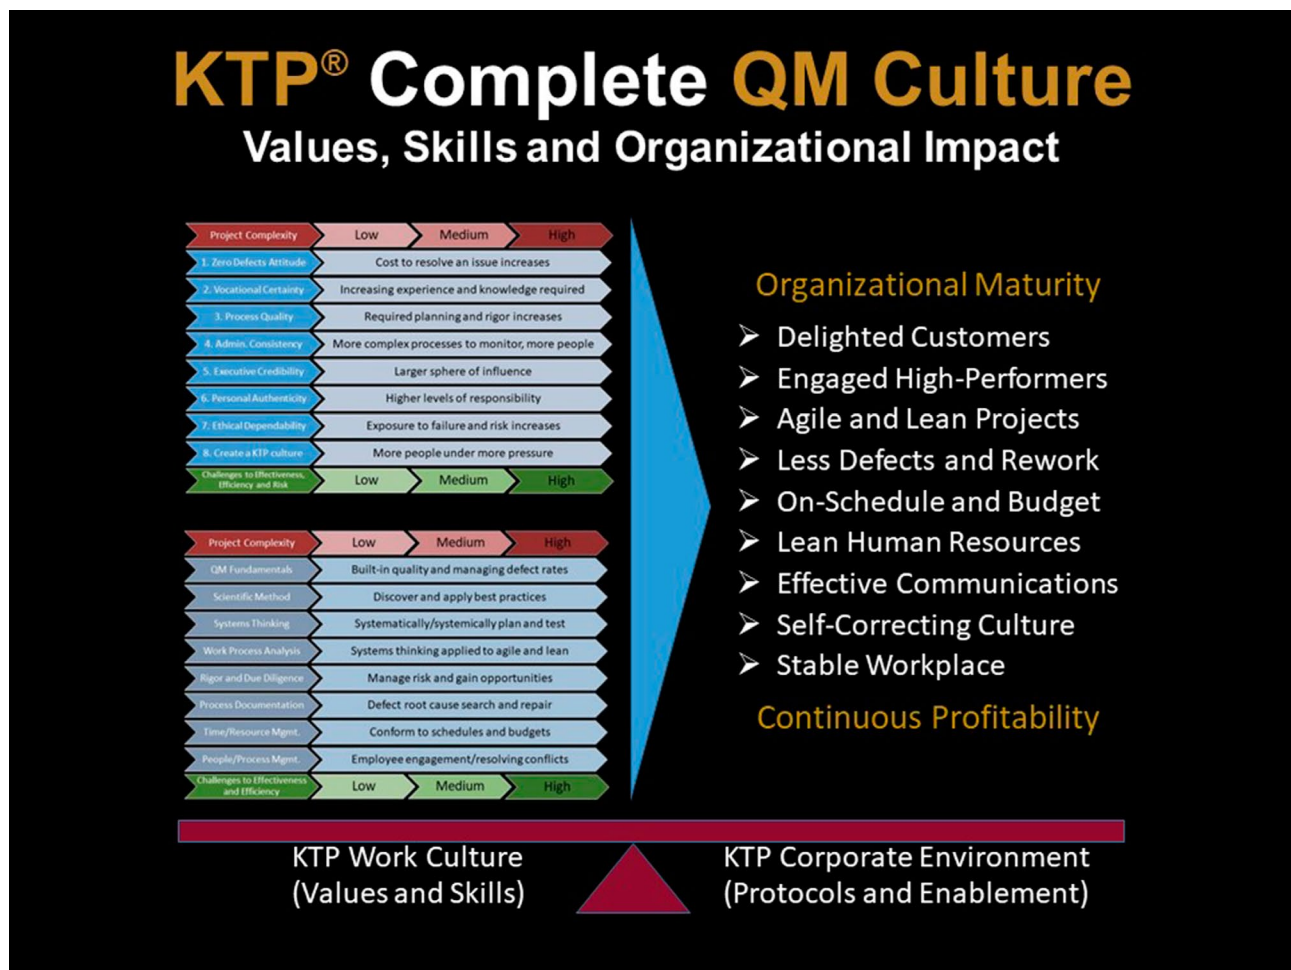 KTP® Complete QM Culture
Values, Skills and Organizational Impact
Project Complexity Low Medium High
1. Zero Defects Attitude Cost to resolve an issue increases
2. Vocational Certainty Increasing experience and knowledge required
3. Process Quality Required planning and rigor increases
4. Admin. Consistency More complex processes to monitor, more people
5. Executive Credibility Larger sphere of influence
6. Personal Authenticity Higher levels of responsibility
7. Ethical Dependability Exposure to failure and risk increases
8. Create a KTP culture More people under more pressure
Challenges to Effectiveness,
Efficiency and Risk Low Medium High
Project Complexity Low Medium High
QM Fundamentals Built-in quality and managing defect rates
Scientific Method Discover and apply best practices
Systems Thinking Systematically/systemically plan and test
Work Process Analysis Systems thinking applied to agile and lean
Rigor and Due Diligence Manage risk and gain opportunities
Process Documentation Defect root cause search and repair
Time/Resource Mgmt. Conform to schedules and budgets
People/Process Mgmt. Employee engagement/resolving conflicts
Challenges to Effectiveness
and Efficiency Low Medium High
Organizational Maturity
➢ Delighted Customers
➢ Engaged High-Performers
➢ Agile and Lean Projects
➢ Less Defects and Rework
➢ On-Schedule and Budget
➢ Lean Human Resources
➢ Effective Communications
➢ Self-Correcting Culture
➢ Stable Workplace
Continuous Profitability
KTP Work Culture
(Values and Skills)
KTP Corporate Environment
(Protocols and Enablement)